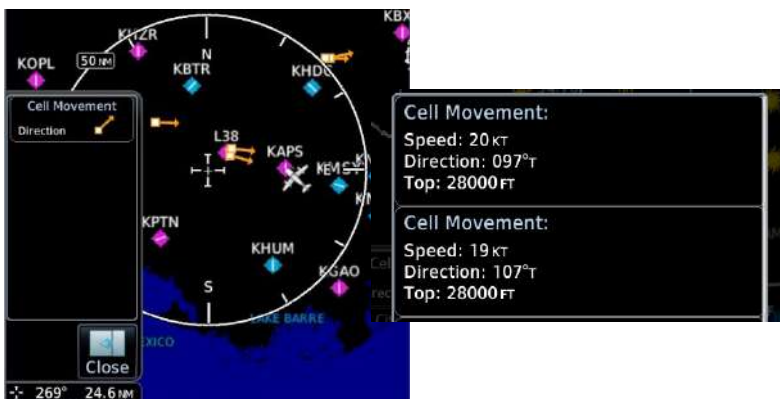 KBX
KHZR
N
KOPL
50 NM
KBTR
KHDC
Cell Movement
Direction
L38
KAPS
E
KMSY
KPTN
KHUM
KGAO
S
LAKE BARRE
MEXICO
Close
269° 24.6 NM
Cell Movement:
Speed: 20 KT
Direction: 097°T
Top: 28000 FT
Cell Movement:
Speed: 19 KT
Direction: 107°T
Top: 28000 FT